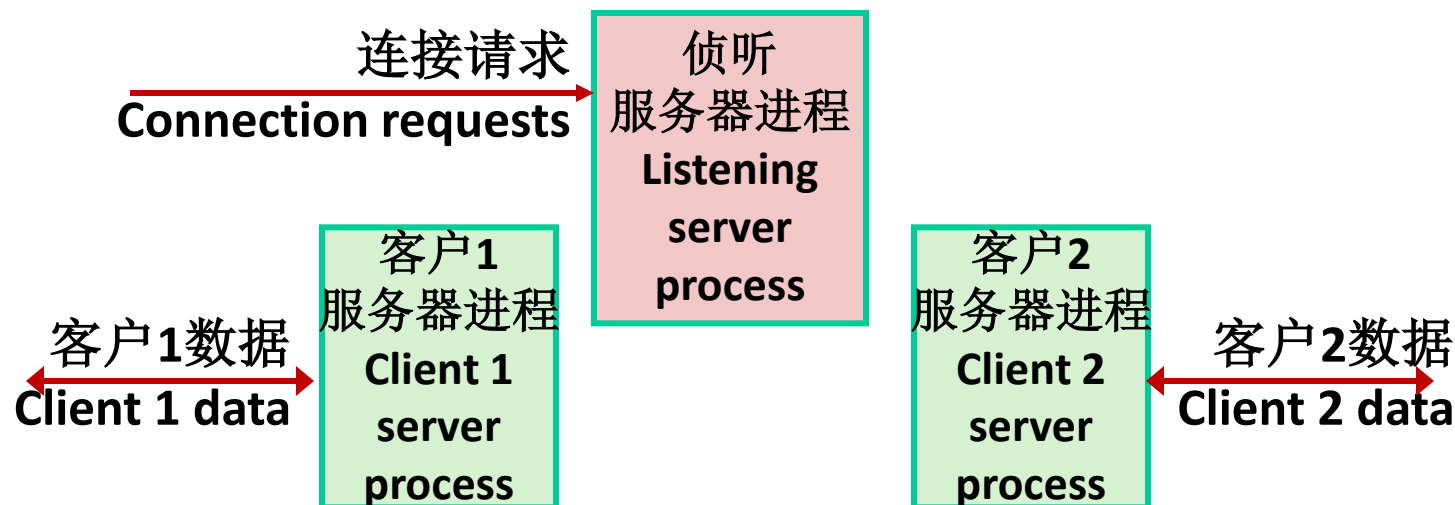 连接请求
Connection requests
侦听
服务器进程
Listening
server
process
客户1
服务器进程
Client 1
server
process
客户1数据
Client 1 data
客户2
服务器进程
Client 2
server
process
客户2数据
Client 2 data